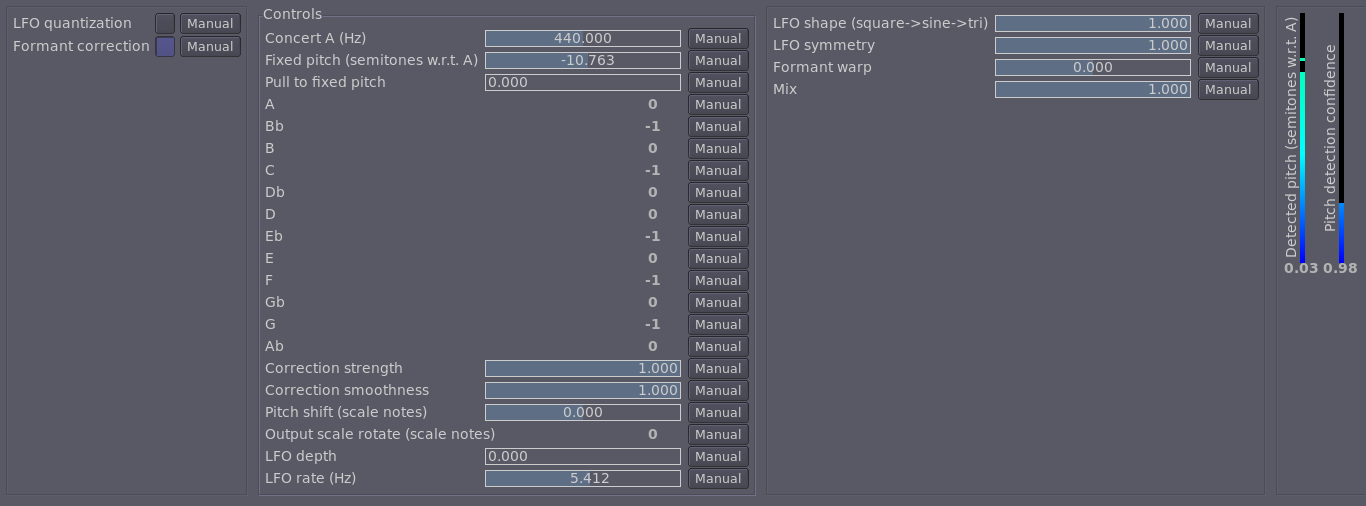 LFO quantization Manual
Formant correction Manual
Controls
Concert A (Hz) 440.000 Manual
Fixed pitch (semitones w.r.t. A) -10.763 Manual
Pull to fixed pitch 0.000 Manual
A 0 Manual
Bb -1 Manual
B 0 Manual
C -1 Manual
Db 0 Manual
D 0 Manual
Eb -1 Manual
E 0 Manual
F -1 Manual
Gb 0 Manual
G -1 Manual
Ab 0 Manual
Correction strength 1.000 Manual
Correction smoothness 1.000 Manual
Pitch shift (scale notes) 0.000 Manual
Output scale rotate (scale notes) 0 Manual
LFO depth 0.000 Manual
LFO rate (Hz) 5.412 Manual
LFO shape (square->sine->tri) 1.000 Manual
LFO symmetry 1.000 Manual
Formant warp 0.000 Manual
Mix 1.000 Manual
Detected pitch (semitones w.r.t. A)
Pitch detection confidence
0.03 0.98